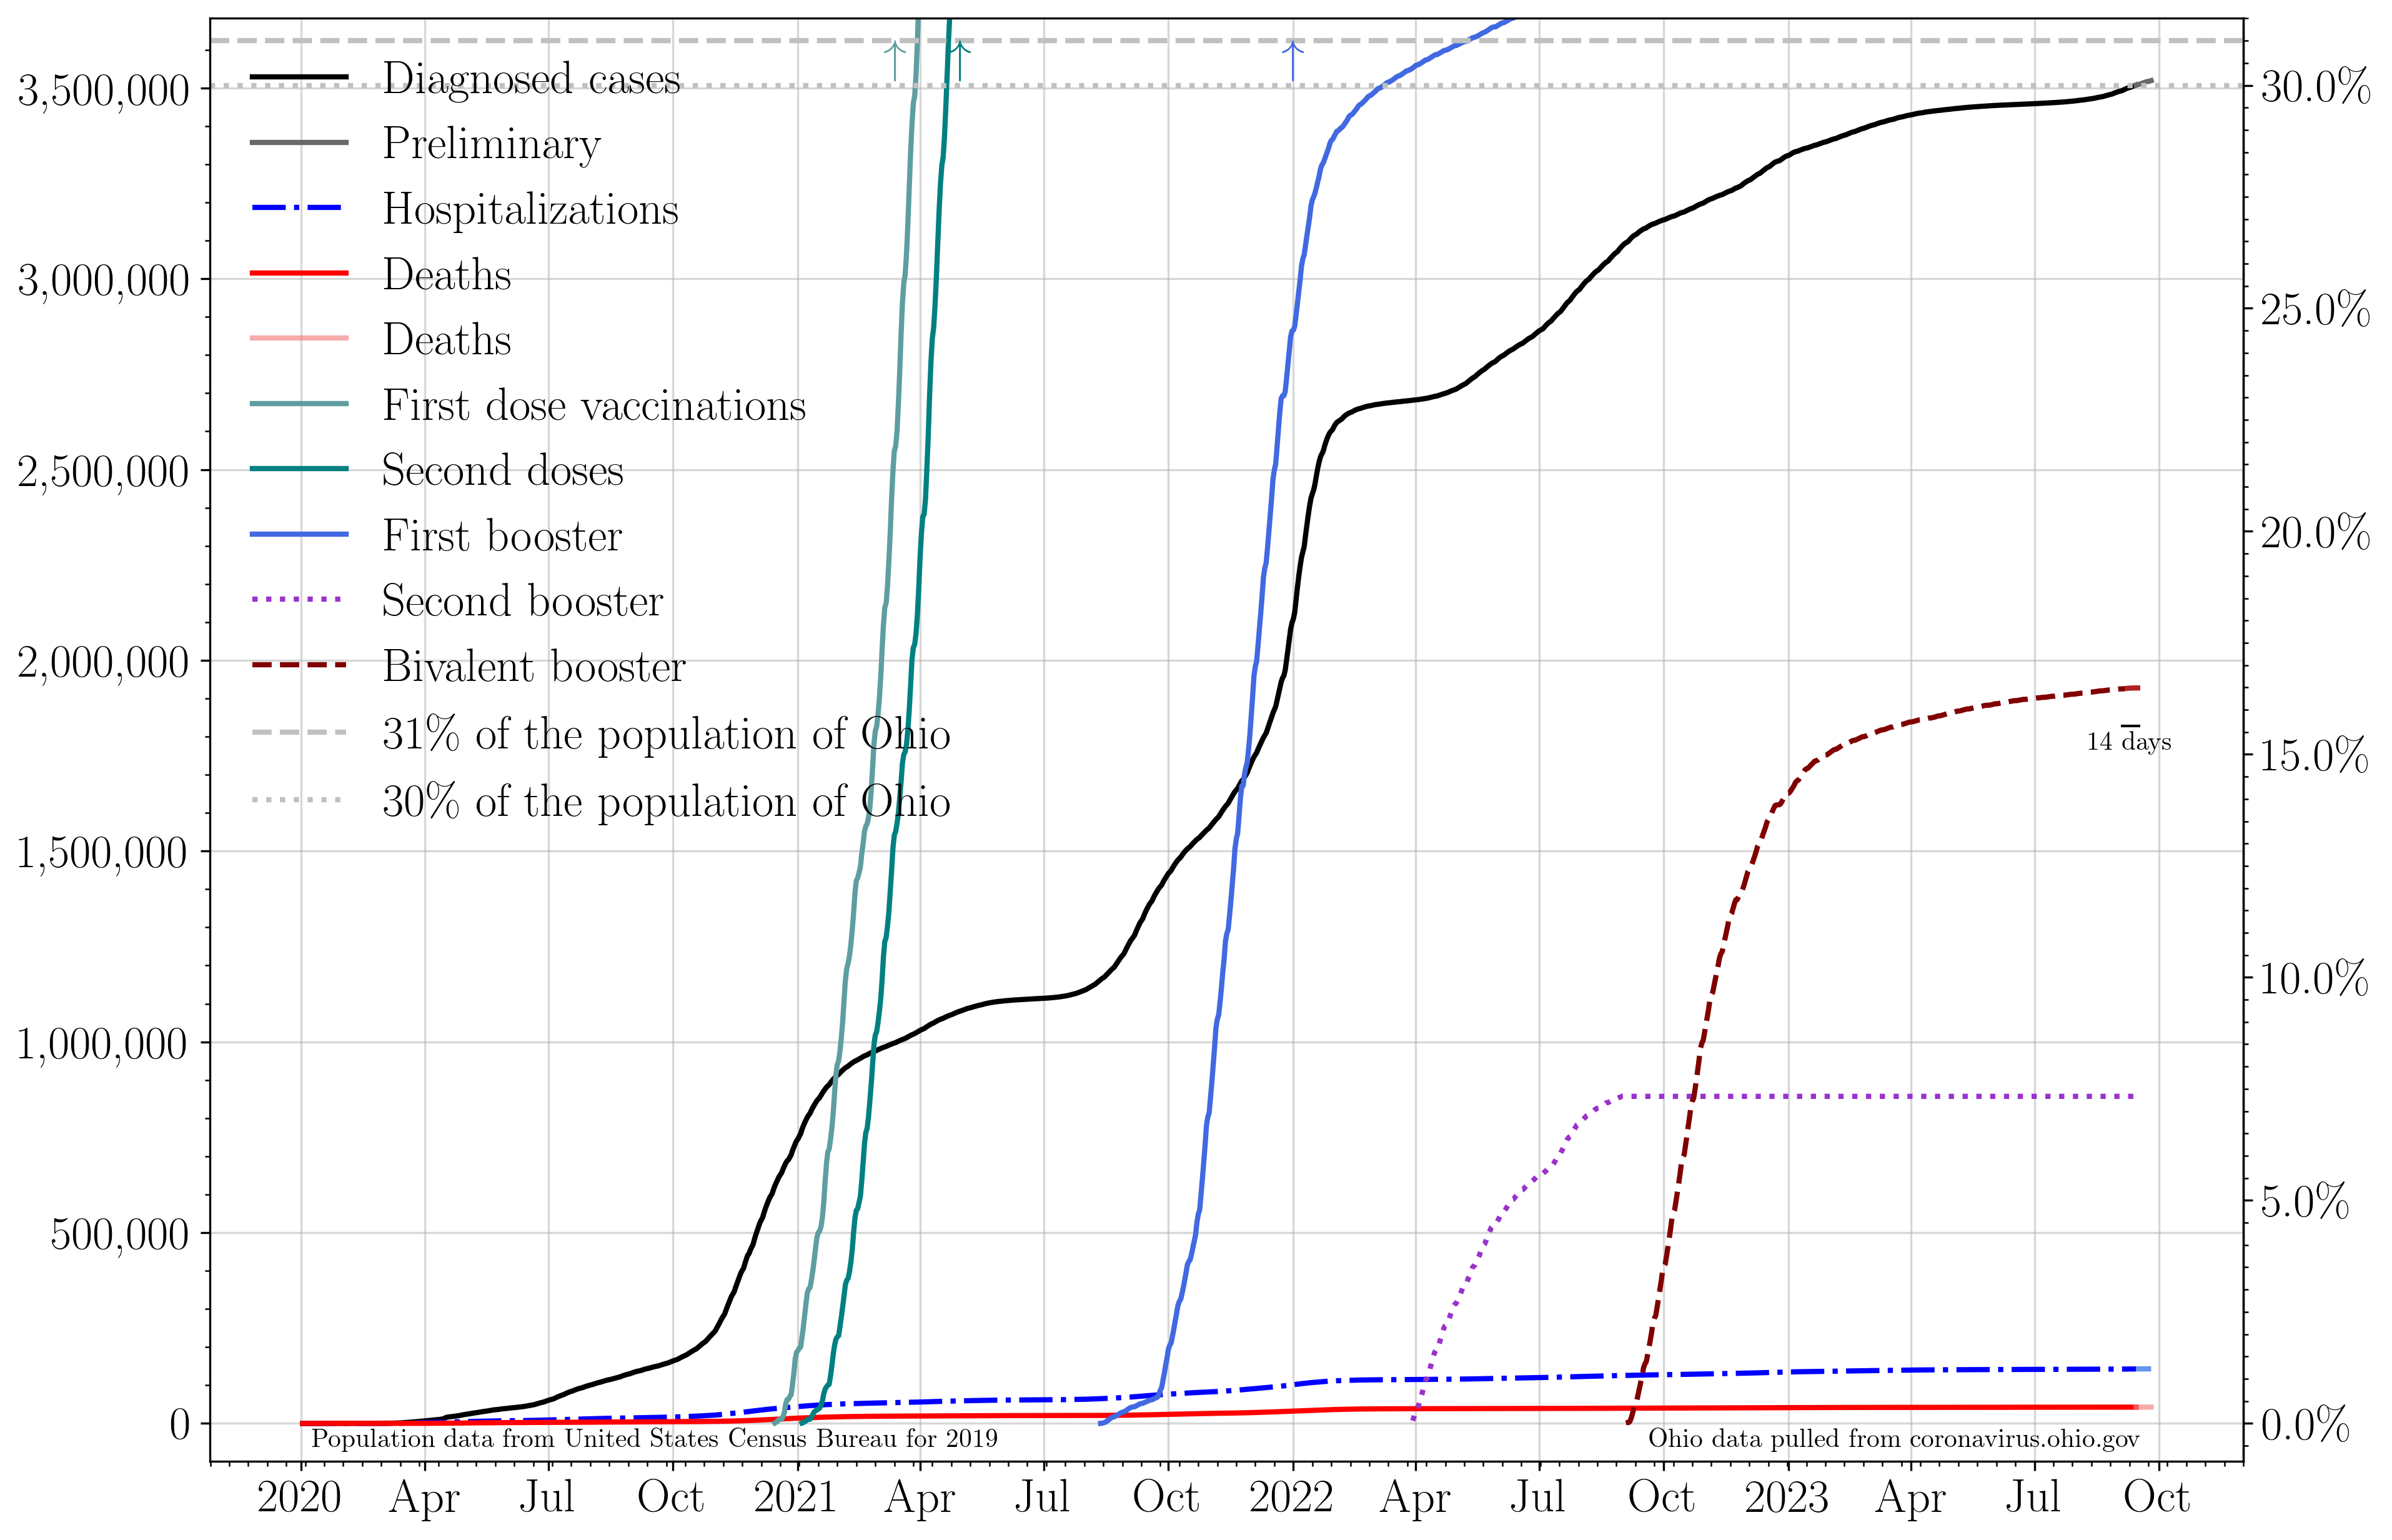 3,500,000
3,000,000
2,500,000
2,000,000
1,500,000
1,000,000
500,000
0
Diagnosed cases
Preliminary
Hospitalizations
Deaths
Deaths
First dose vaccinations
Second doses
First booster
Second booster
Bivalent booster
31% of the population of Ohio
30% of the population of Ohio
14 days
30.0%
25.0%
20.0%
15.0%
10.0%
5.0%
0.0%
Population data from United States Census Bureau for 2019
Ohio data pulled from coronavirus.ohio.gov
2020 Apr Jul Oct 2021 Apr Jul Oct 2022 Apr Jul Oct 2023 Apr Jul Oct